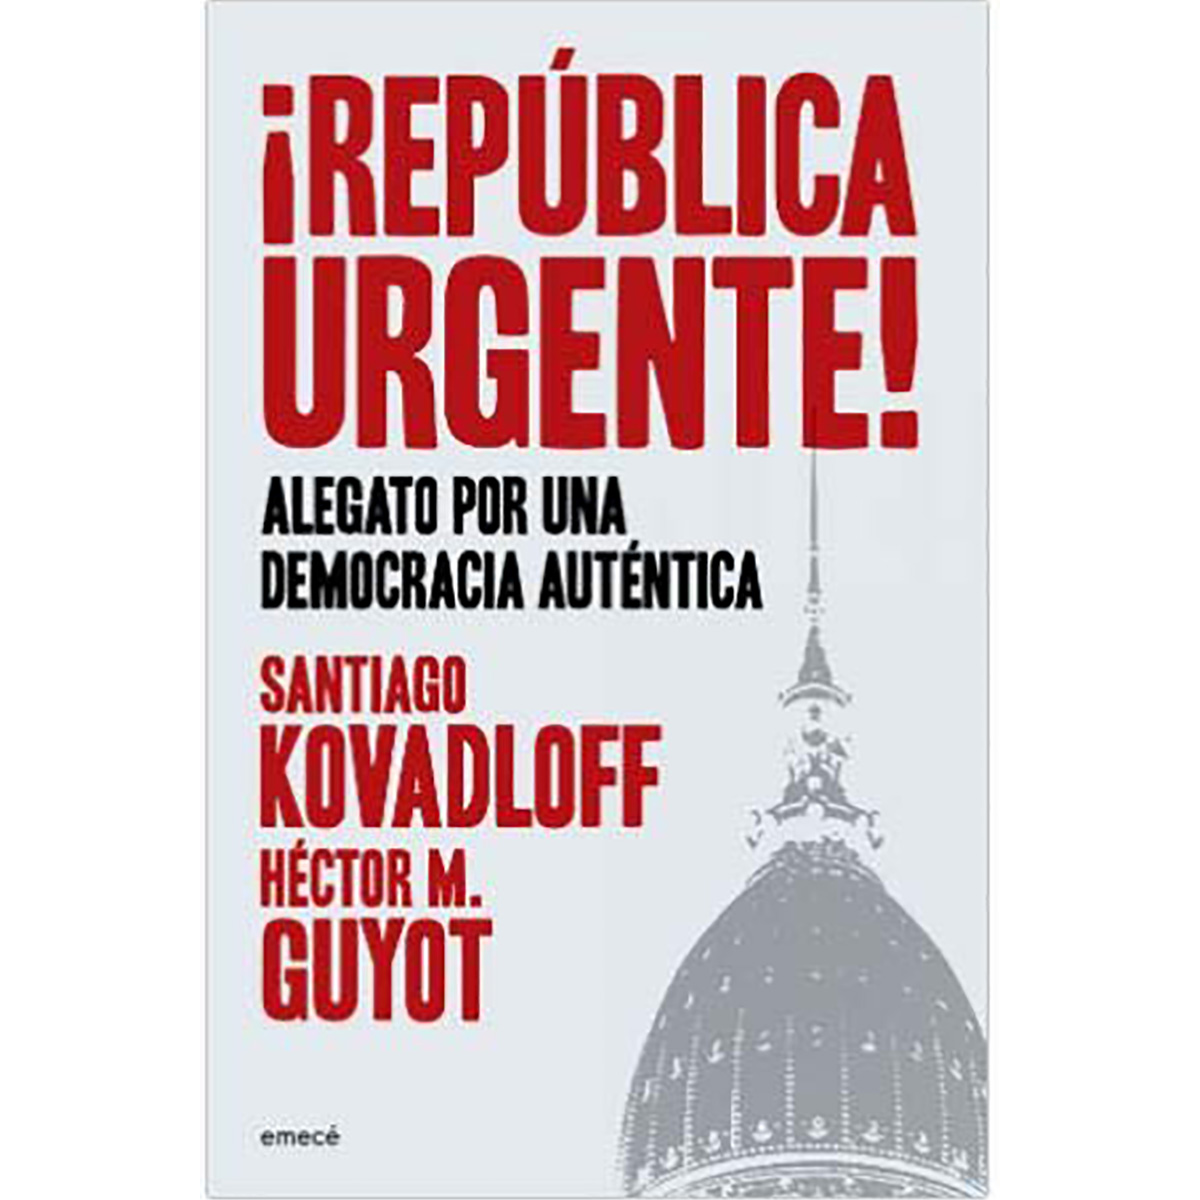 ¡REPÚBLICA
URGENTE!
ALEGATO POR UNA
DEMOCRACIA AUTÉNTICA
SANTIAGO
KOVADLOFF
HÉCTOR M.
GUYOT
emecé